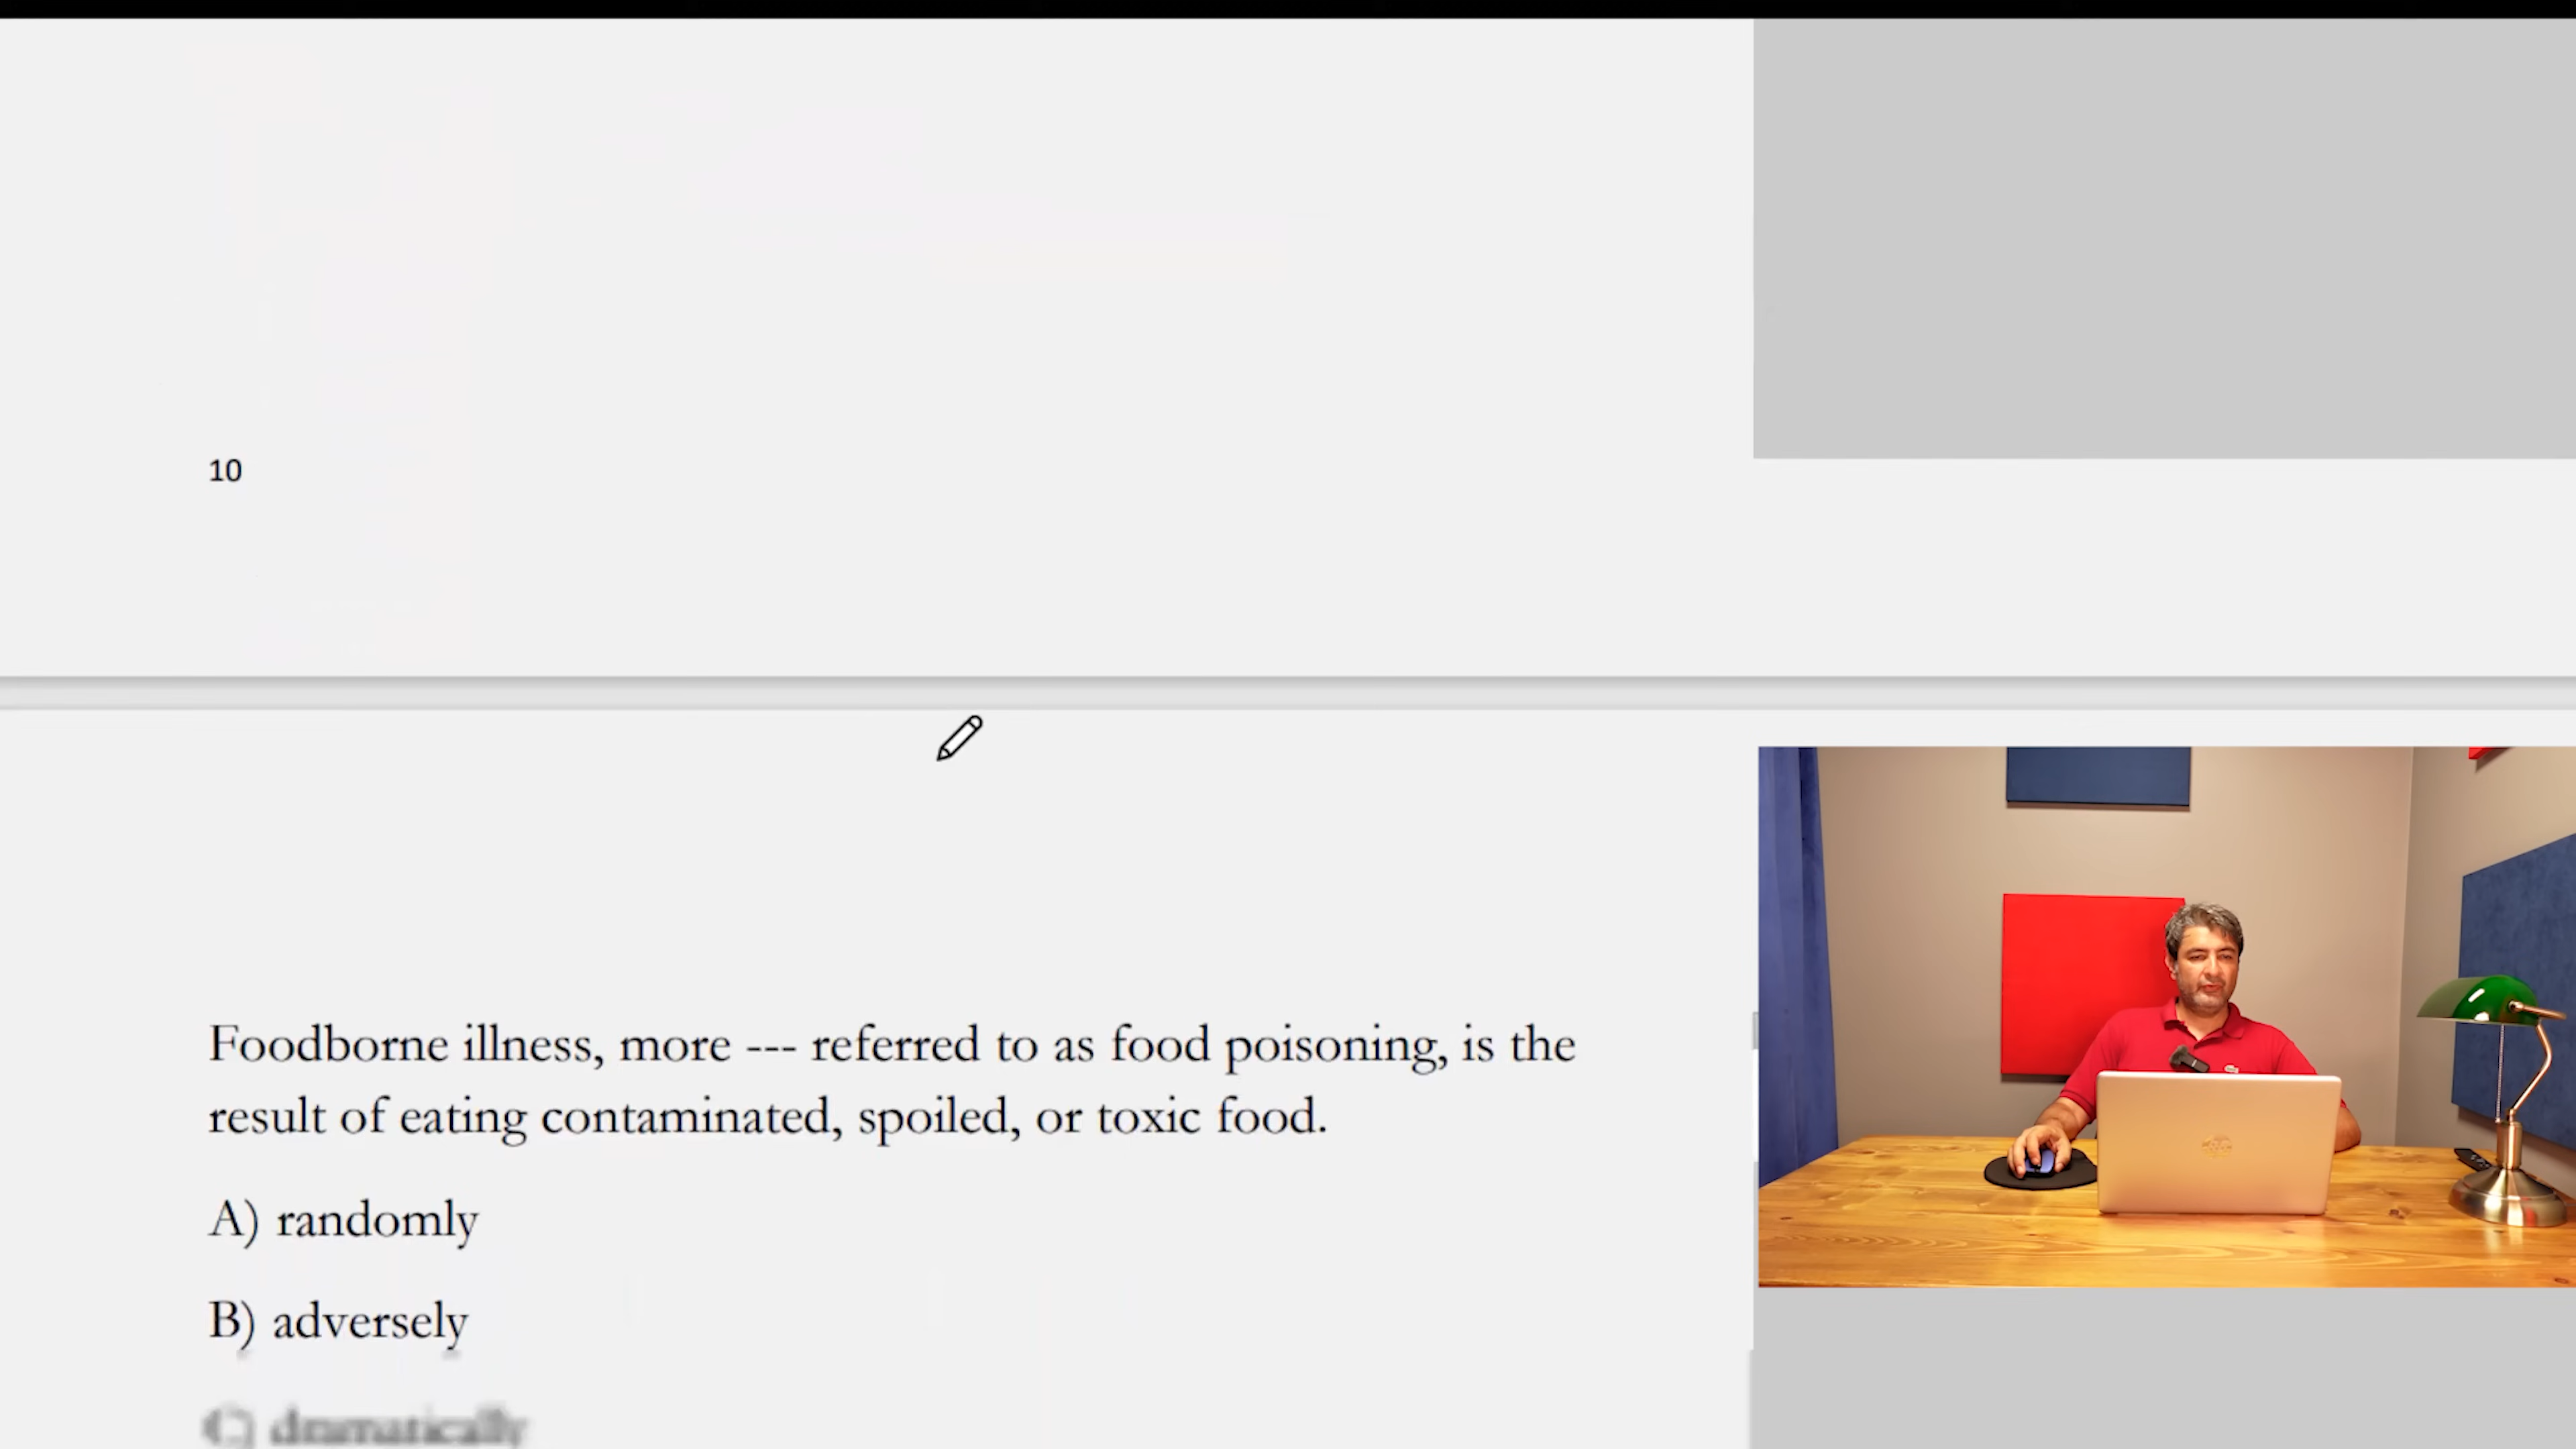 10
Foodborne illness, more --- referred to as food poisoning, is the
result of eating contaminated, spoiled, or toxic food.
A) randomly
B) adversely
C) dramatically